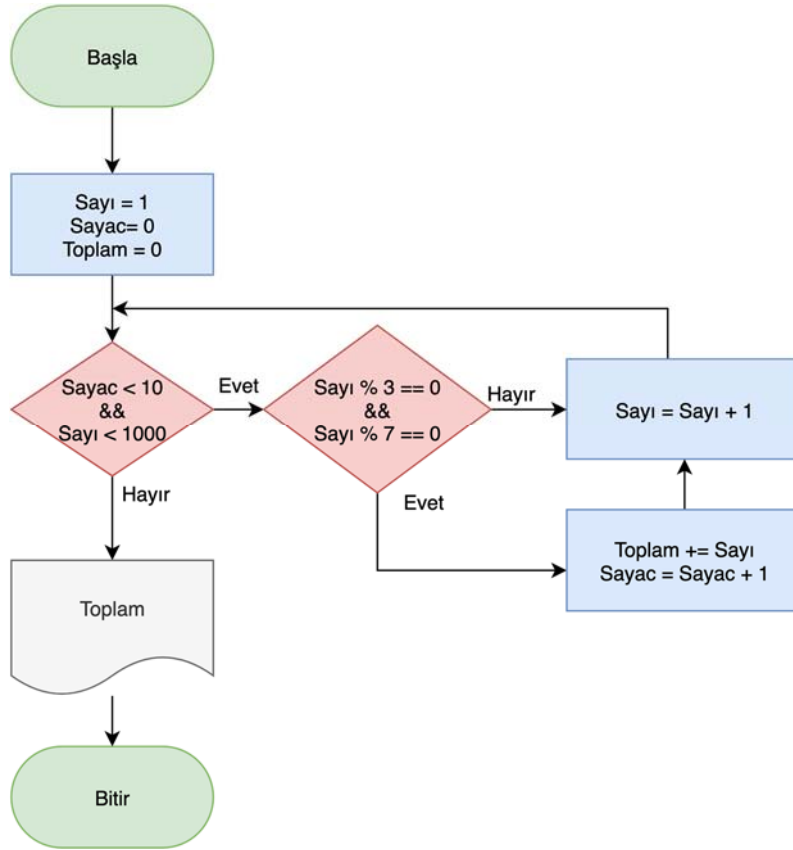 Başla
Sayı = 1
Sayac= 0
Toplam = 0
Sayac < 10
&&
Sayı < 1000
Evet
Sayı % 3 == 0
&&
Sayı % 7 == 0
Hayır
Sayı = Sayı + 1
Hayır
Evet
Toplam += Sayı
Sayac = Sayac + 1
Toplam
Bitir